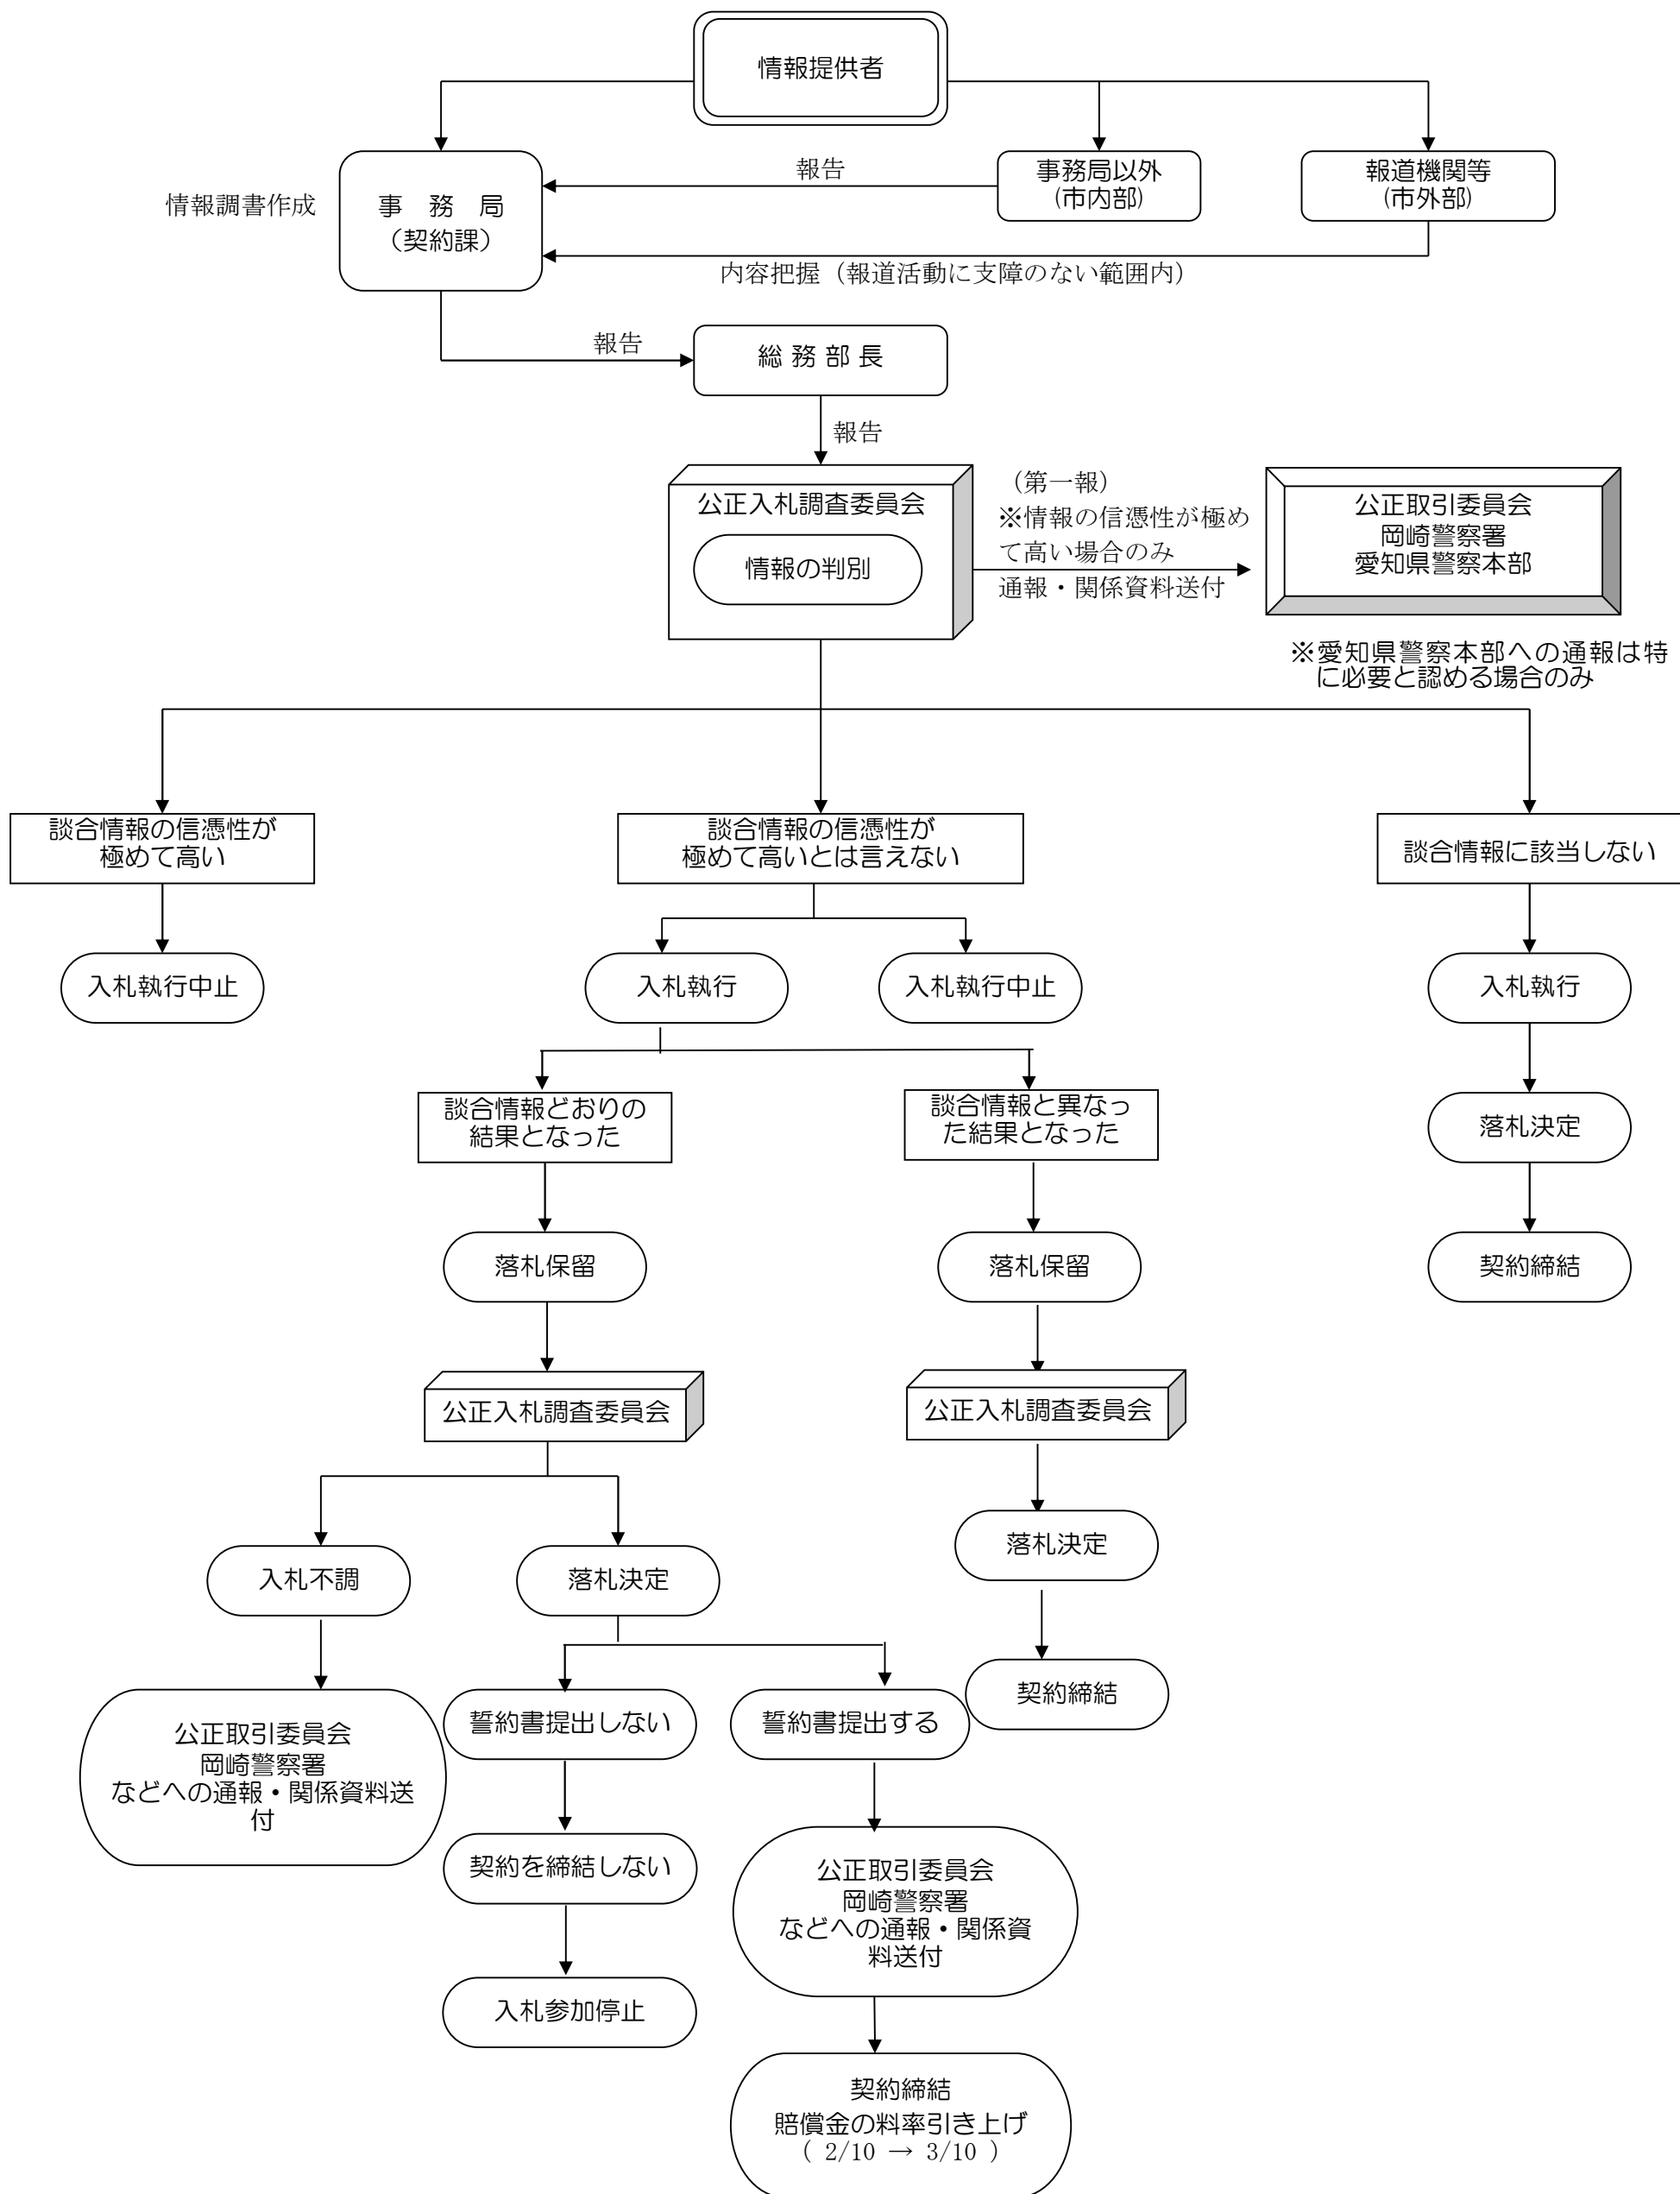 情報提供者
報告
事務局以外
(市内部)
報道機関等
(市外部)
情報調書作成
事　務　局
（契約課）
内容把握（報道活動に支障のない範囲内）
報告
総 務 部 長
報告
公正入札調査委員会
情報の判別
（第一報）
※情報の信憑性が極め
て高い場合のみ
通報・関係資料送付
公正取引委員会
岡崎警察署
愛知県警察本部
※愛知県警察本部への通報は特
に必要と認める場合のみ
談合情報の信憑性が
極めて高い
談合情報の信憑性が
極めて高いとは言えない
談合情報に該当しない
入札執行中止
入札執行
入札執行中止
入札執行
談合情報どおりの
結果となった
談合情報と異なっ
た結果となった
落札決定
落札保留
落札保留
契約締結
公正入札調査委員会
公正入札調査委員会
落札決定
入札不調
落札決定
契約締結
公正取引委員会
岡崎警察署
などへの通報・関係資料送
付
誓約書提出しない
誓約書提出する
契約を締結しない
公正取引委員会
岡崎警察署
などへの通報・関係資
料送付
入札参加停止
契約締結
賠償金の料率引き上げ
（ 2/10 → 3/10 ）